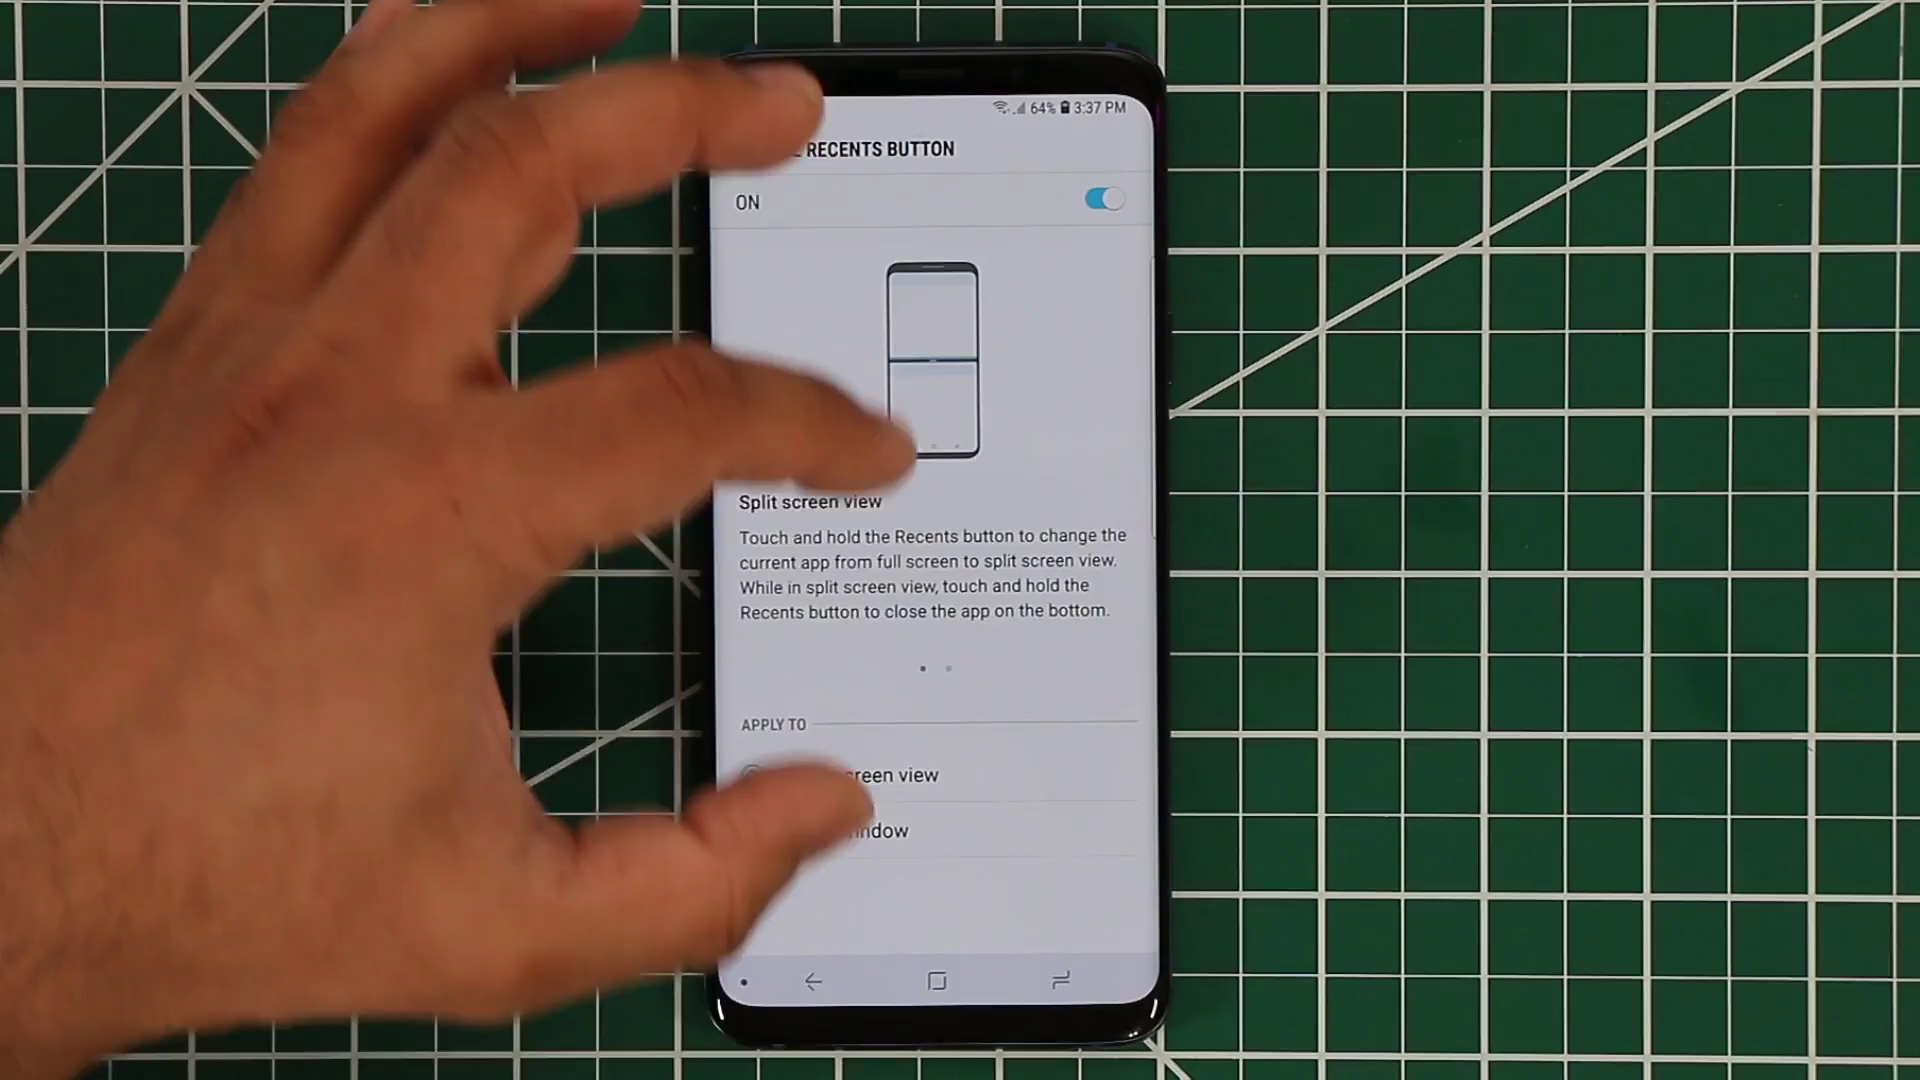 64% 3:37 PM
RECENTS BUTTON
ON
Split screen view
Touch and hold the Recents button to change the
current app from full screen to split screen view.
While in split screen view, touch and hold the
Recents button to close the app on the bottom.
APPLY TO
view